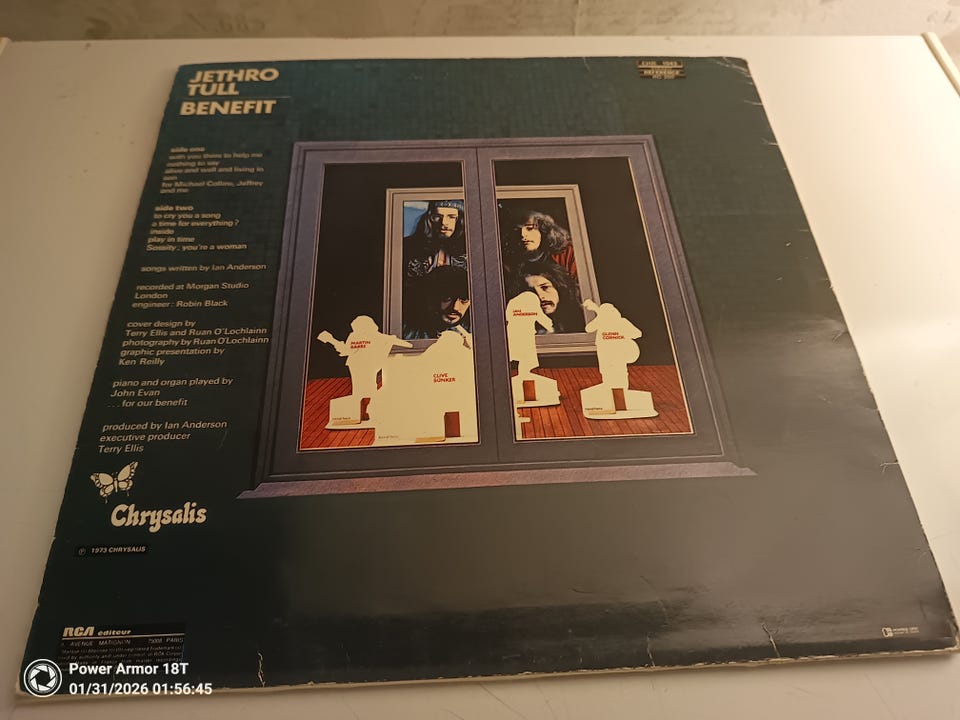 JETHRO
TULL
BENEFIT
CHR 1043
REFERENCE
side one
with you there to help me
nothing to say
alive and well and living in
son
for Michael Collins, Jeffrey
and me
side two
to cry you a song
a time for everything?
inside
play in time
Sossity; you're a woman
songs written by Ian Anderson
recorded at Morgan Studio
London
engineer: Robin Black
cover design by
Terry Ellis and Ruan O'Lochlainn
photography by Ruan O'Lochlainn
graphic presentation by
Ken Reilly
piano and organ played by
John Evan
... for our benefit
produced by Ian Anderson
executive producer
Terry Ellis
MARTIN
BARRE
CLIVE
BUNKER
IAN
ANDERSON
GLENN
CORNICK
Chrysalis
℗ 1973 CHRYSALIS
RCA editeur
AVENUE MATIGNON 75008 PARIS
Power Armor 18T
01/31/2026 01:56:45